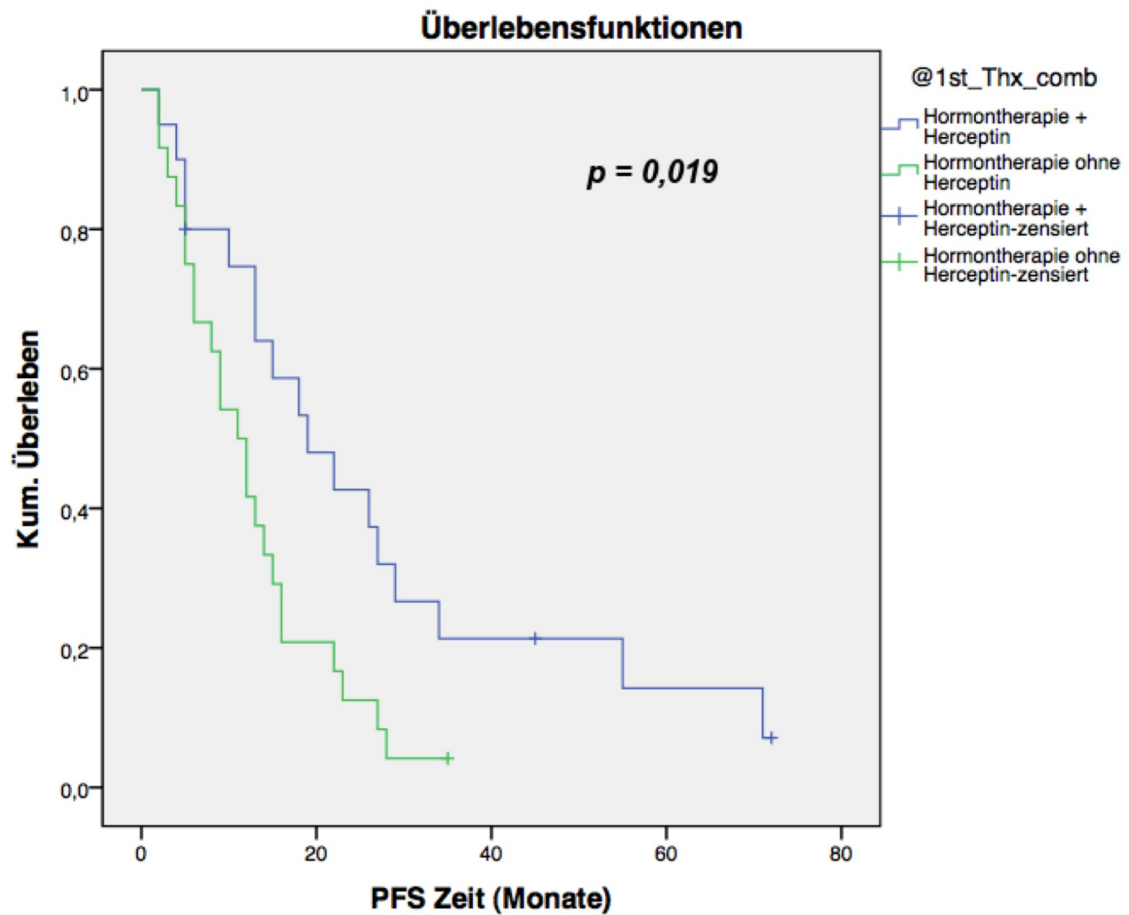 Überlebensfunktionen
@1st_Thx_comb
Hormontherapie +
Herceptin
Hormontherapie ohne
Herceptin
Hormontherapie +
Herceptin-zensiert
Hormontherapie ohne
Herceptin-zensiert
p = 0,019
Kum. Überleben
1,0
0,8
0,6
0,4
0,2
0,0
0 20 40 60 80
PFS Zeit (Monate)